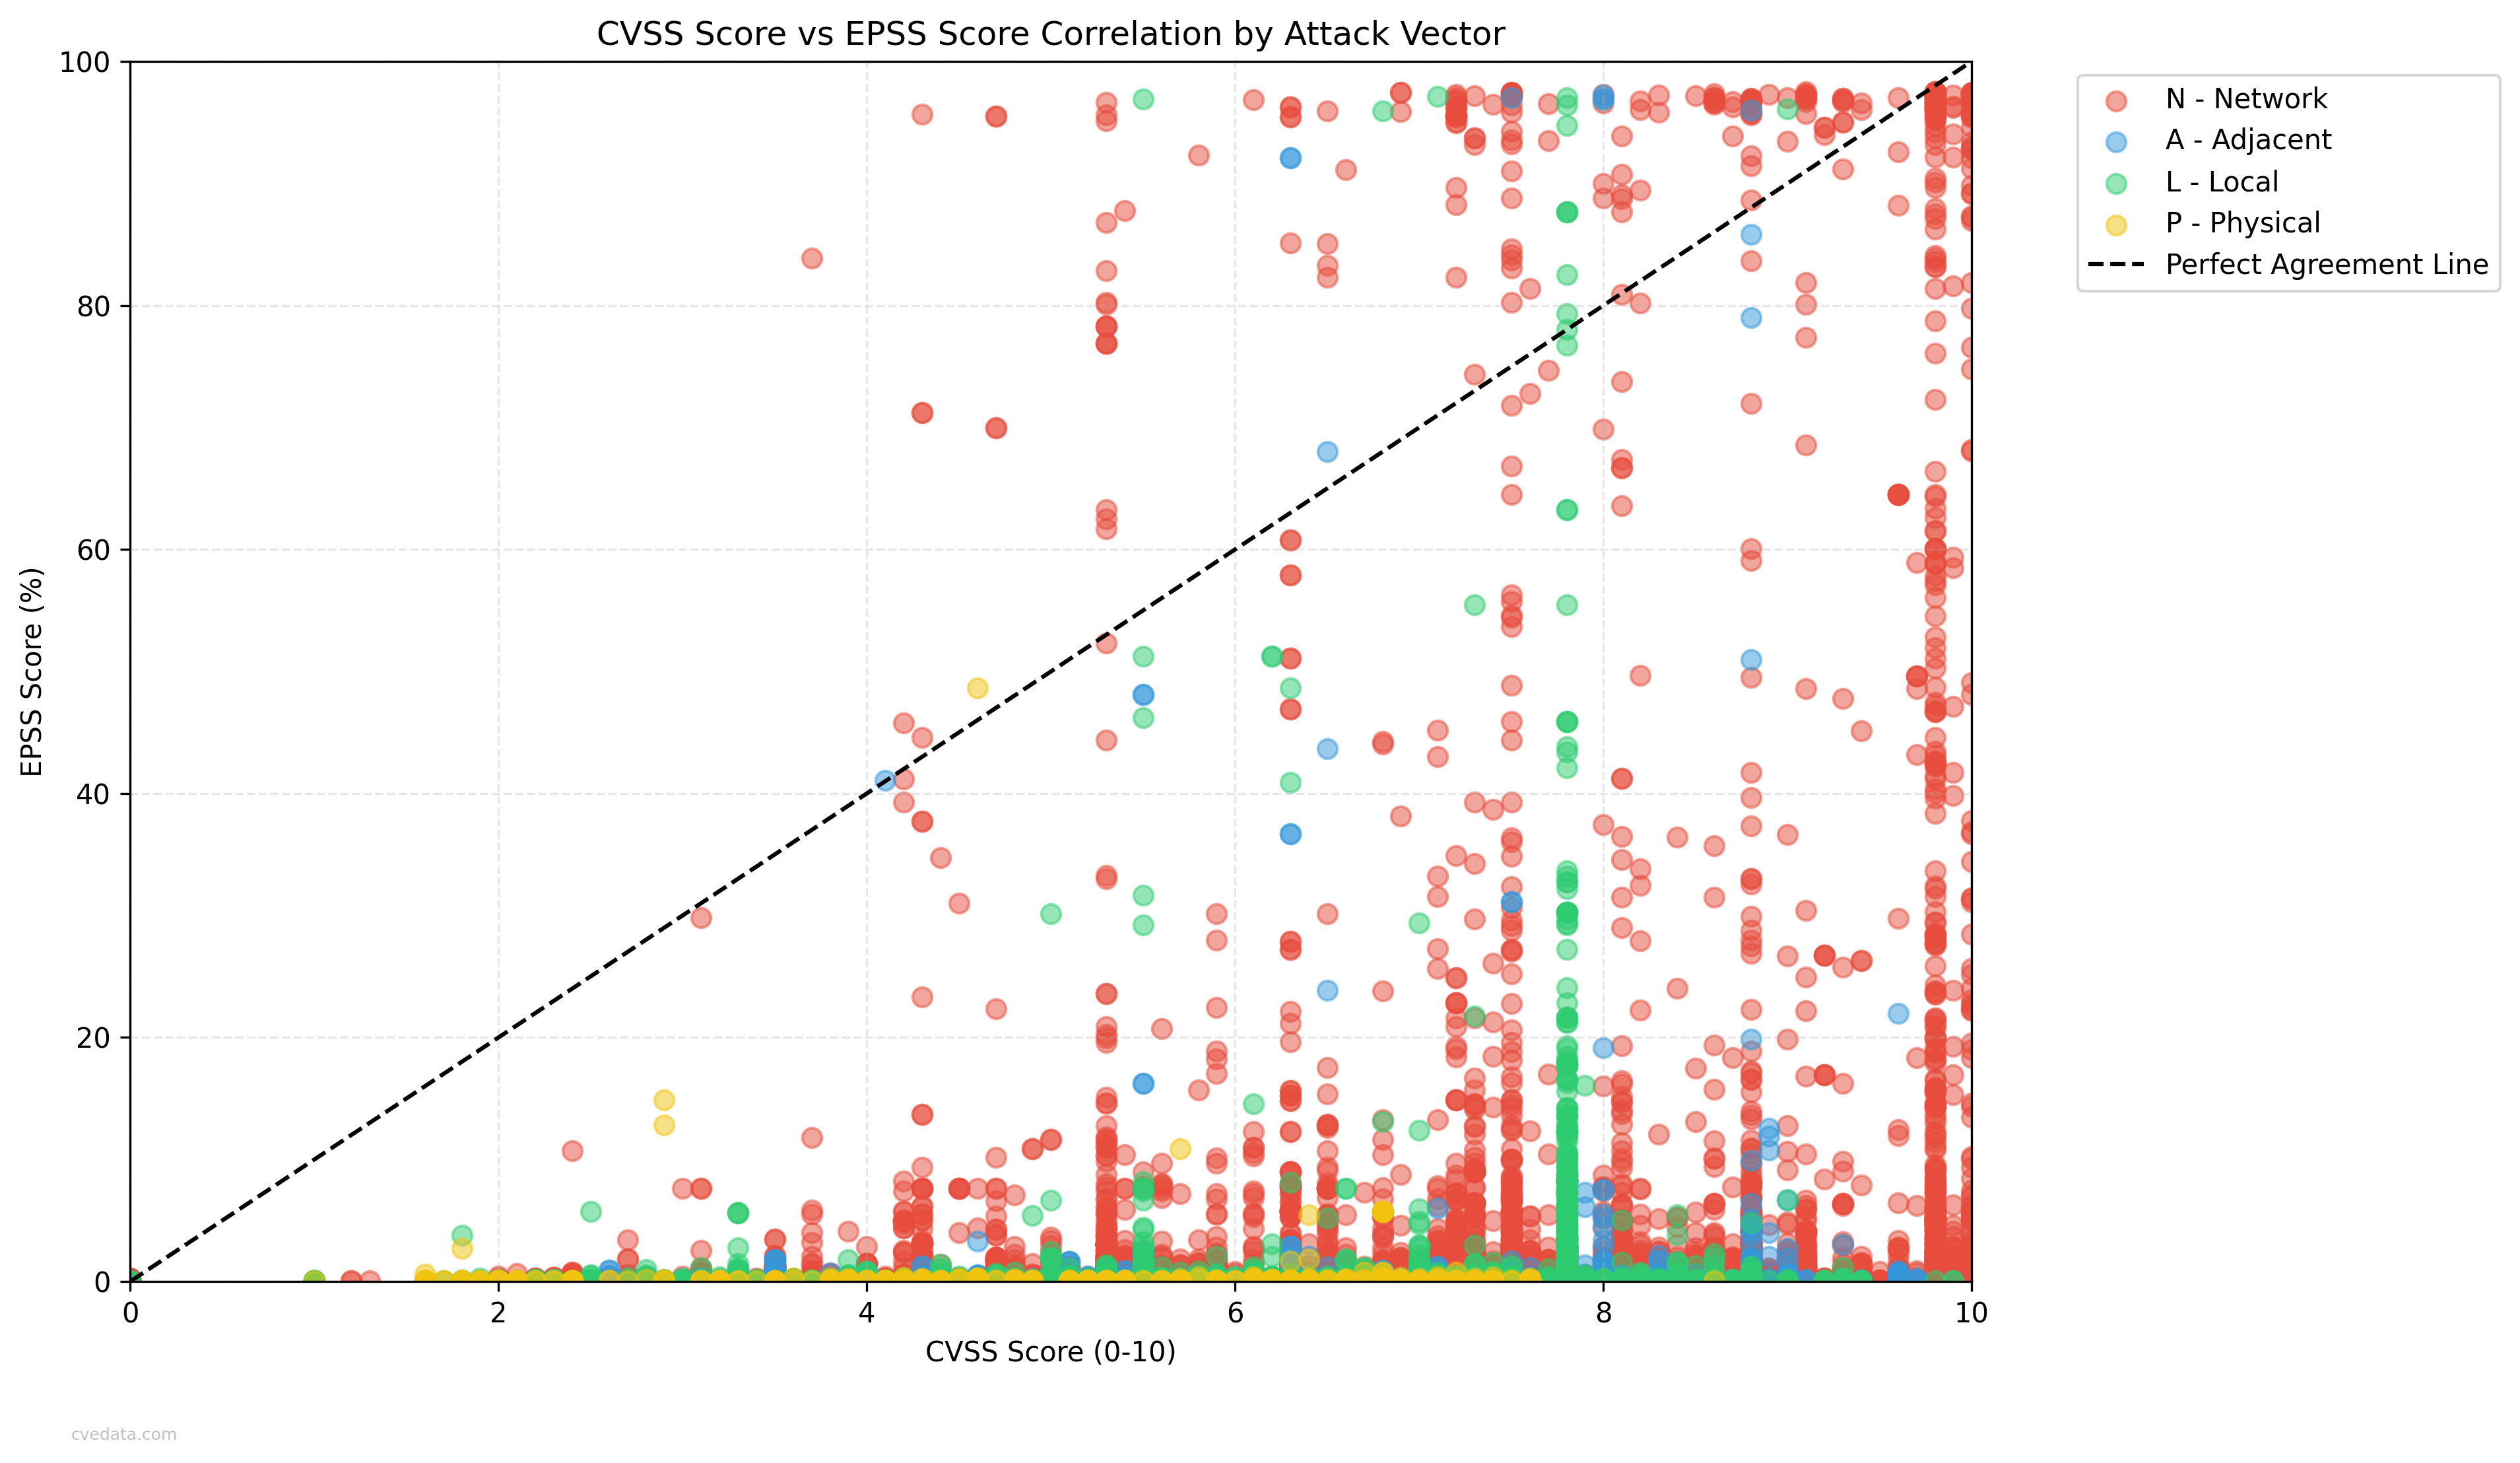 CVSS Score vs EPSS Score Correlation by Attack Vector
100
80
60
40
20
0
EPSS Score (%)
0 2 4 6 8 10
CVSS Score (0-10)
N - Network
A - Adjacent
L - Local
P - Physical
Perfect Agreement Line
cvedata.com